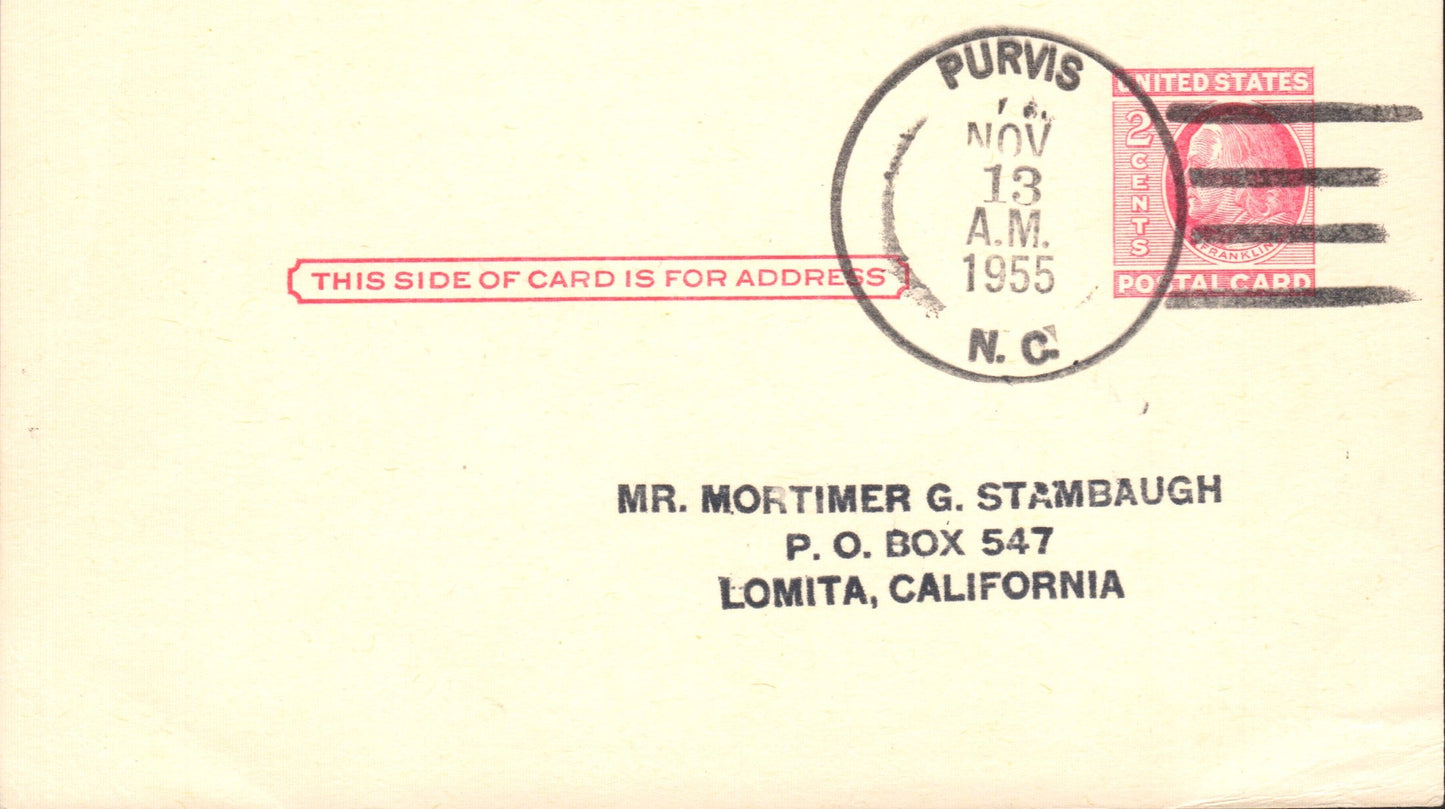 PURVIS
NOV
13
A.M.
1955
N. C.
UNITED STATES
2 CENTS
FRANKLIN
POSTAL CARD
THIS SIDE OF CARD IS FOR ADDRESS
MR. MORTIMER G. STAMBAUGH
P. O. BOX 547
LOMITA, CALIFORNIA